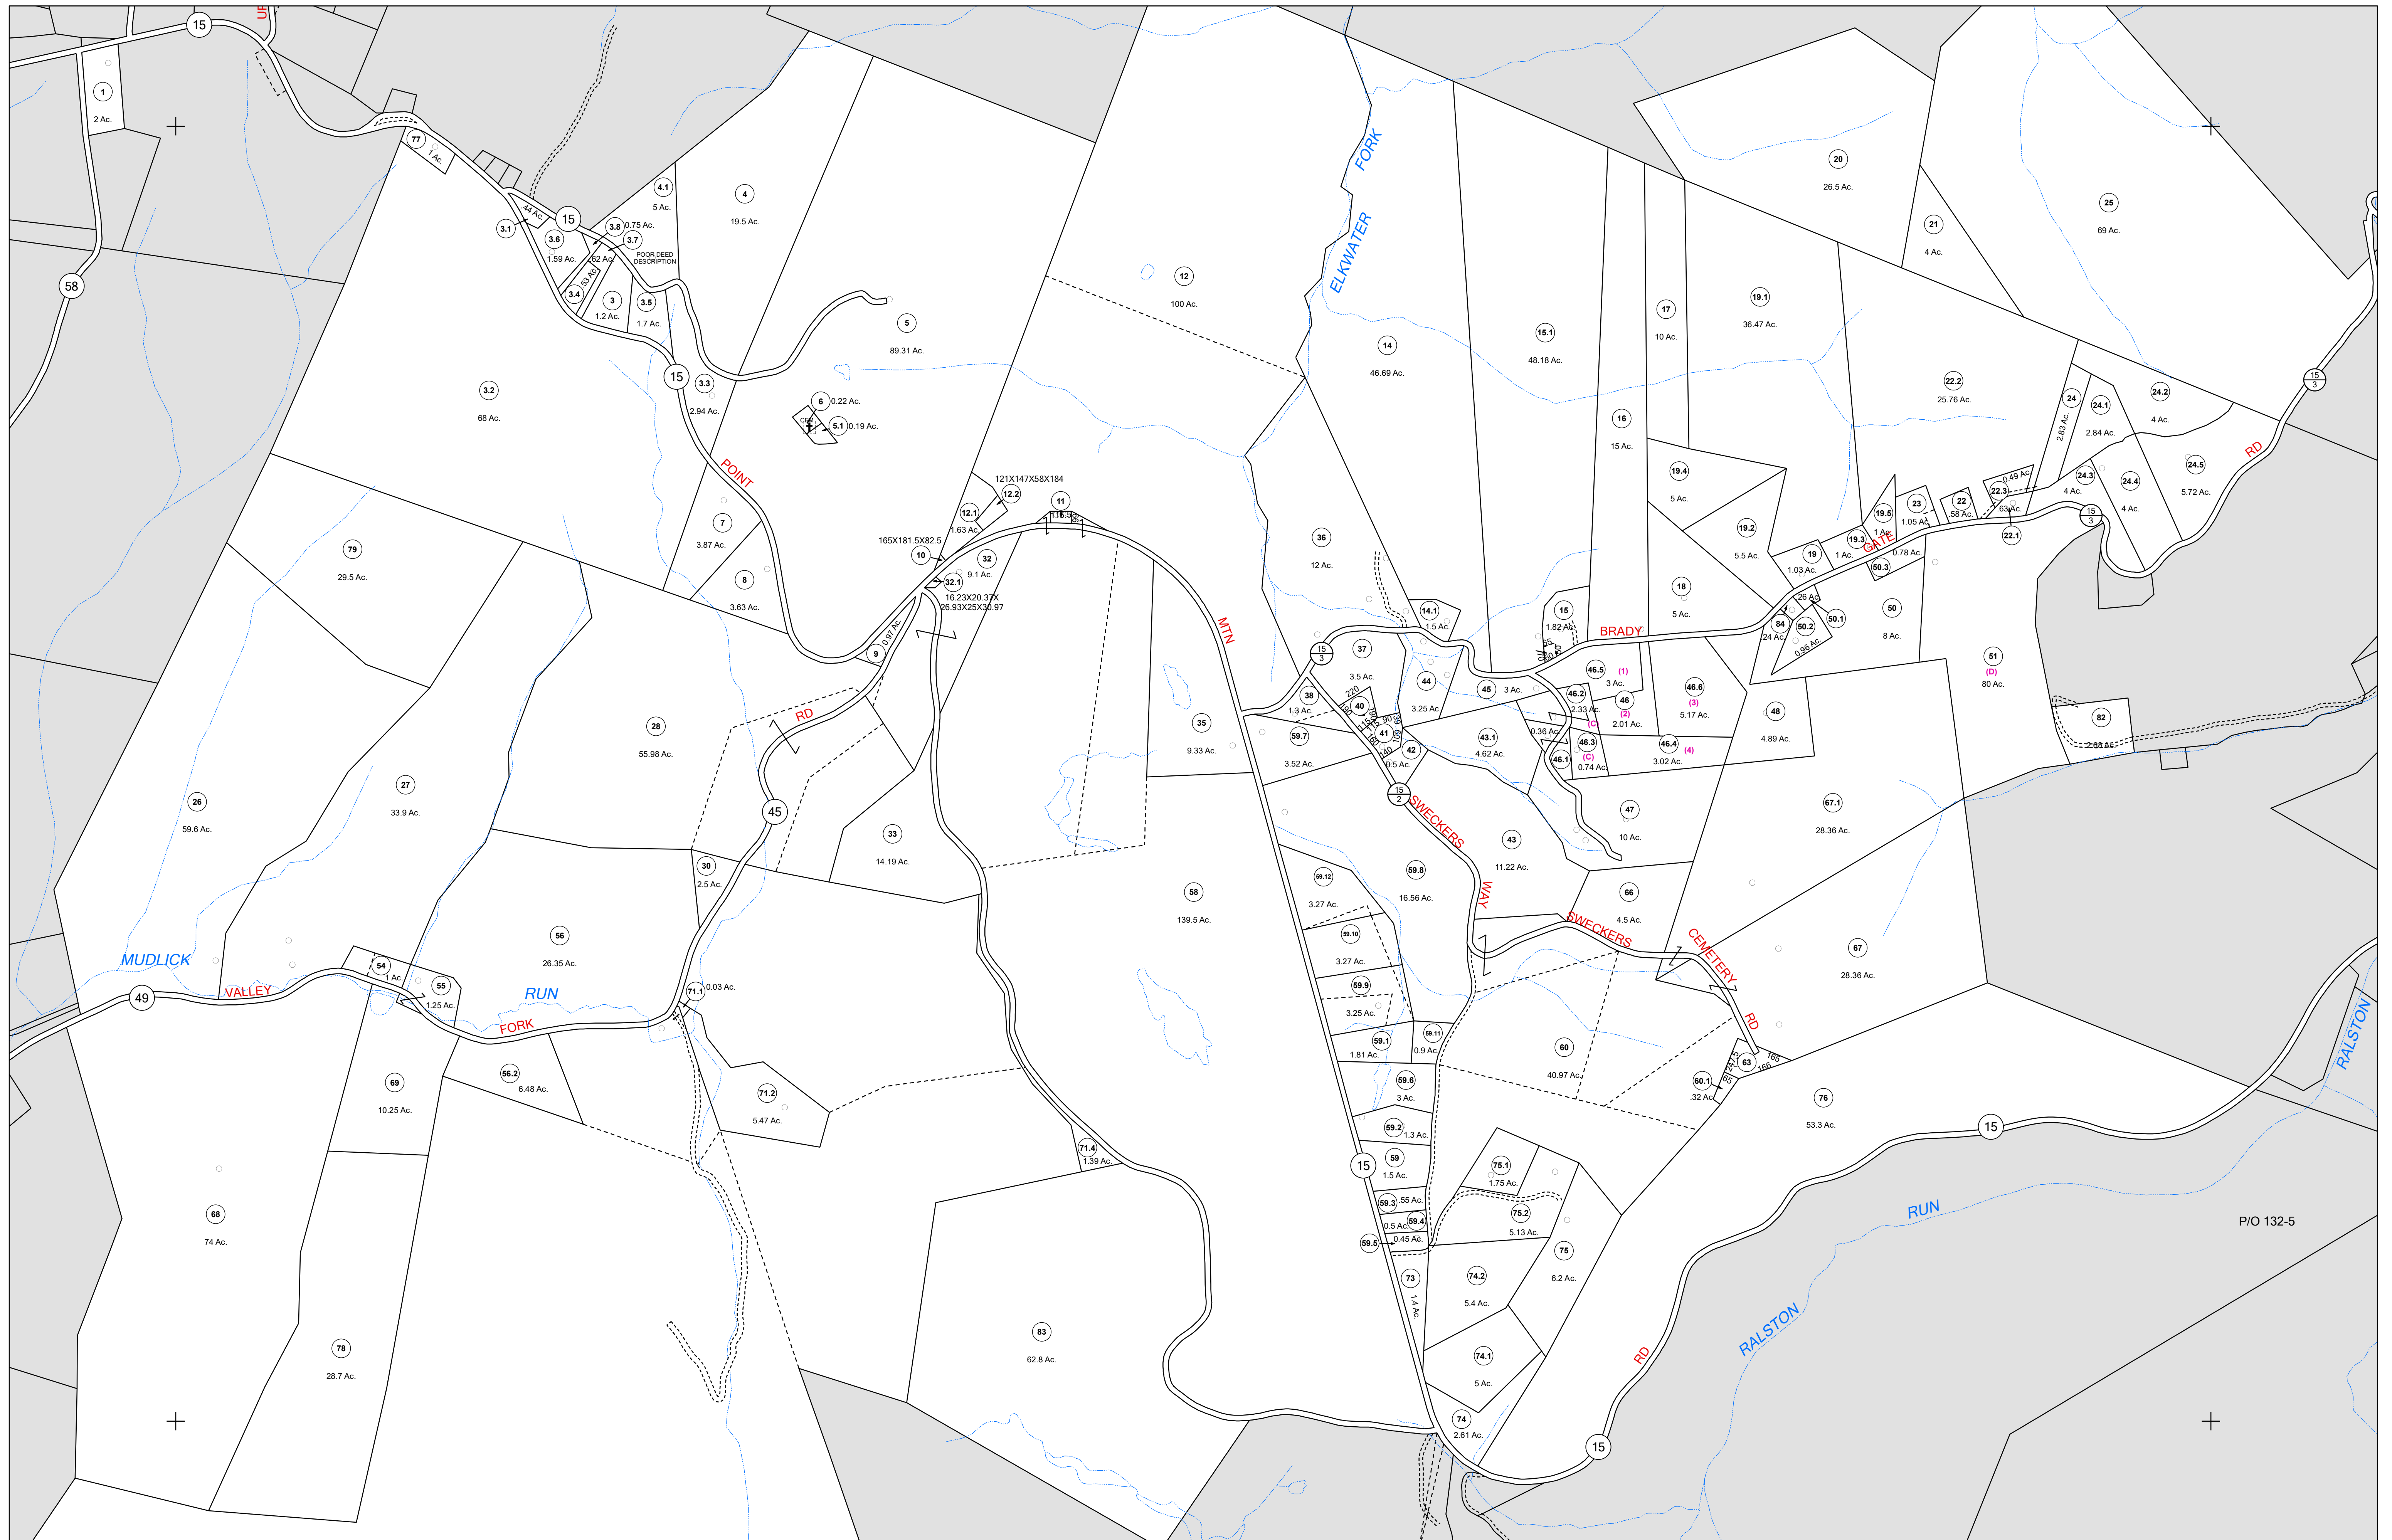 15
UP
1
2 Ac.
58
77
1 Ac.
3.1
.44 Ac.
15
3.6
1.59 Ac.
3.8
0.75 Ac.
3.7
.62 Ac.
3.4
.53 Ac.
3
1.2 Ac.
3.5
1.7 Ac.
4.1
5 Ac.
POOR DEED
DESCRIPTION
4
19.5 Ac.
5
89.31 Ac.
15
3.3
2.94 Ac.
3.2
68 Ac.
6
0.22 Ac.
CEM
5.1
0.19 Ac.
POINT
7
3.87 Ac.
8
3.63 Ac.
9
0.97 Ac.
10
165X181.5X82.5
12.1
1.63 Ac.
12.2
121X147X58X184
11
32
9.1 Ac.
32.1
16.23X20.37X
26.93X25X30.97
12
100 Ac.
ELKWATER
FORK
14
46.69 Ac.
15.1
48.18 Ac.
16
15 Ac.
17
10 Ac.
19.1
36.47 Ac.
20
26.5 Ac.
21
4 Ac.
25
69 Ac.
22.2
25.76 Ac.
24
2.83 Ac.
24.1
2.84 Ac.
24.2
4 Ac.
24.3
4 Ac.
24.4
4 Ac.
24.5
5.72 Ac.
15
3
RD
19.4
5 Ac.
19.2
5.5 Ac.
19.5
1 Ac.
19.3
1 Ac.
19
1.03 Ac.
23
1.05 Ac.
22
.58 Ac.
22.3
0.49 Ac.
.63 Ac.
22.1
15
3
GATE
0.78 Ac.
50.3
50
8 Ac.
18
5 Ac.
84
.24 Ac.
.26 Ac.
50.1
50.2
0.96 Ac.
BRADY
36
12 Ac.
14.1
1.5 Ac.
15
1.82 Ac.
MTN
15
3
37
3.5 Ac.
38
1.3 Ac.
220
40
41
90
42
0.5 Ac.
44
3.25 Ac.
45
3 Ac.
46.5
(1)
3 Ac.
46.2
2.33 Ac.
(C)
46
(2)
2.01 Ac.
46.6
(3)
5.17 Ac.
48
4.89 Ac.
46.3
(C)
0.74 Ac.
46.4
(4)
3.02 Ac.
46.1
0.36 Ac.
43.1
4.62 Ac.
51
(D)
80 Ac.
82
2.68 Ac.
79
29.5 Ac.
28
55.98 Ac.
RD
45
27
33.9 Ac.
26
59.6 Ac.
33
14.19 Ac.
30
2.5 Ac.
35
9.33 Ac.
59.7
3.52 Ac.
15
2
SWECKERS
WAY
43
11.22 Ac.
47
10 Ac.
67.1
28.36 Ac.
58
139.5 Ac.
59.12
3.27 Ac.
59.8
16.56 Ac.
66
4.5 Ac.
SWECKERS
CEMETERY
RD
67
28.36 Ac.
59.10
3.27 Ac.
59.9
3.25 Ac.
59.1
1.81 Ac.
59.11
0.9 Ac.
60
40.97 Ac.
63
247.5
165
166
65
60.1
.32 Ac.
MUDLICK
RUN
49
VALLEY
FORK
54
1 Ac.
55
1.25 Ac.
56
26.35 Ac.
71.1
0.03 Ac.
56.2
6.48 Ac.
69
10.25 Ac.
71.2
5.47 Ac.
71.4
1.39 Ac.
59.6
3 Ac.
59.2
1.3 Ac.
59
1.5 Ac.
15
59.3
.55 Ac.
59.4
0.5 Ac.
59.5
0.45 Ac.
75.1
1.75 Ac.
75.2
5.13 Ac.
75
6.2 Ac.
73
1.4 Ac.
74.2
5.4 Ac.
74.1
5 Ac.
74
2.61 Ac.
76
53.3 Ac.
15
RALSTON
RUN
RALSTON
RD
15
P/O 132-5
68
74 Ac.
78
28.7 Ac.
83
62.8 Ac.